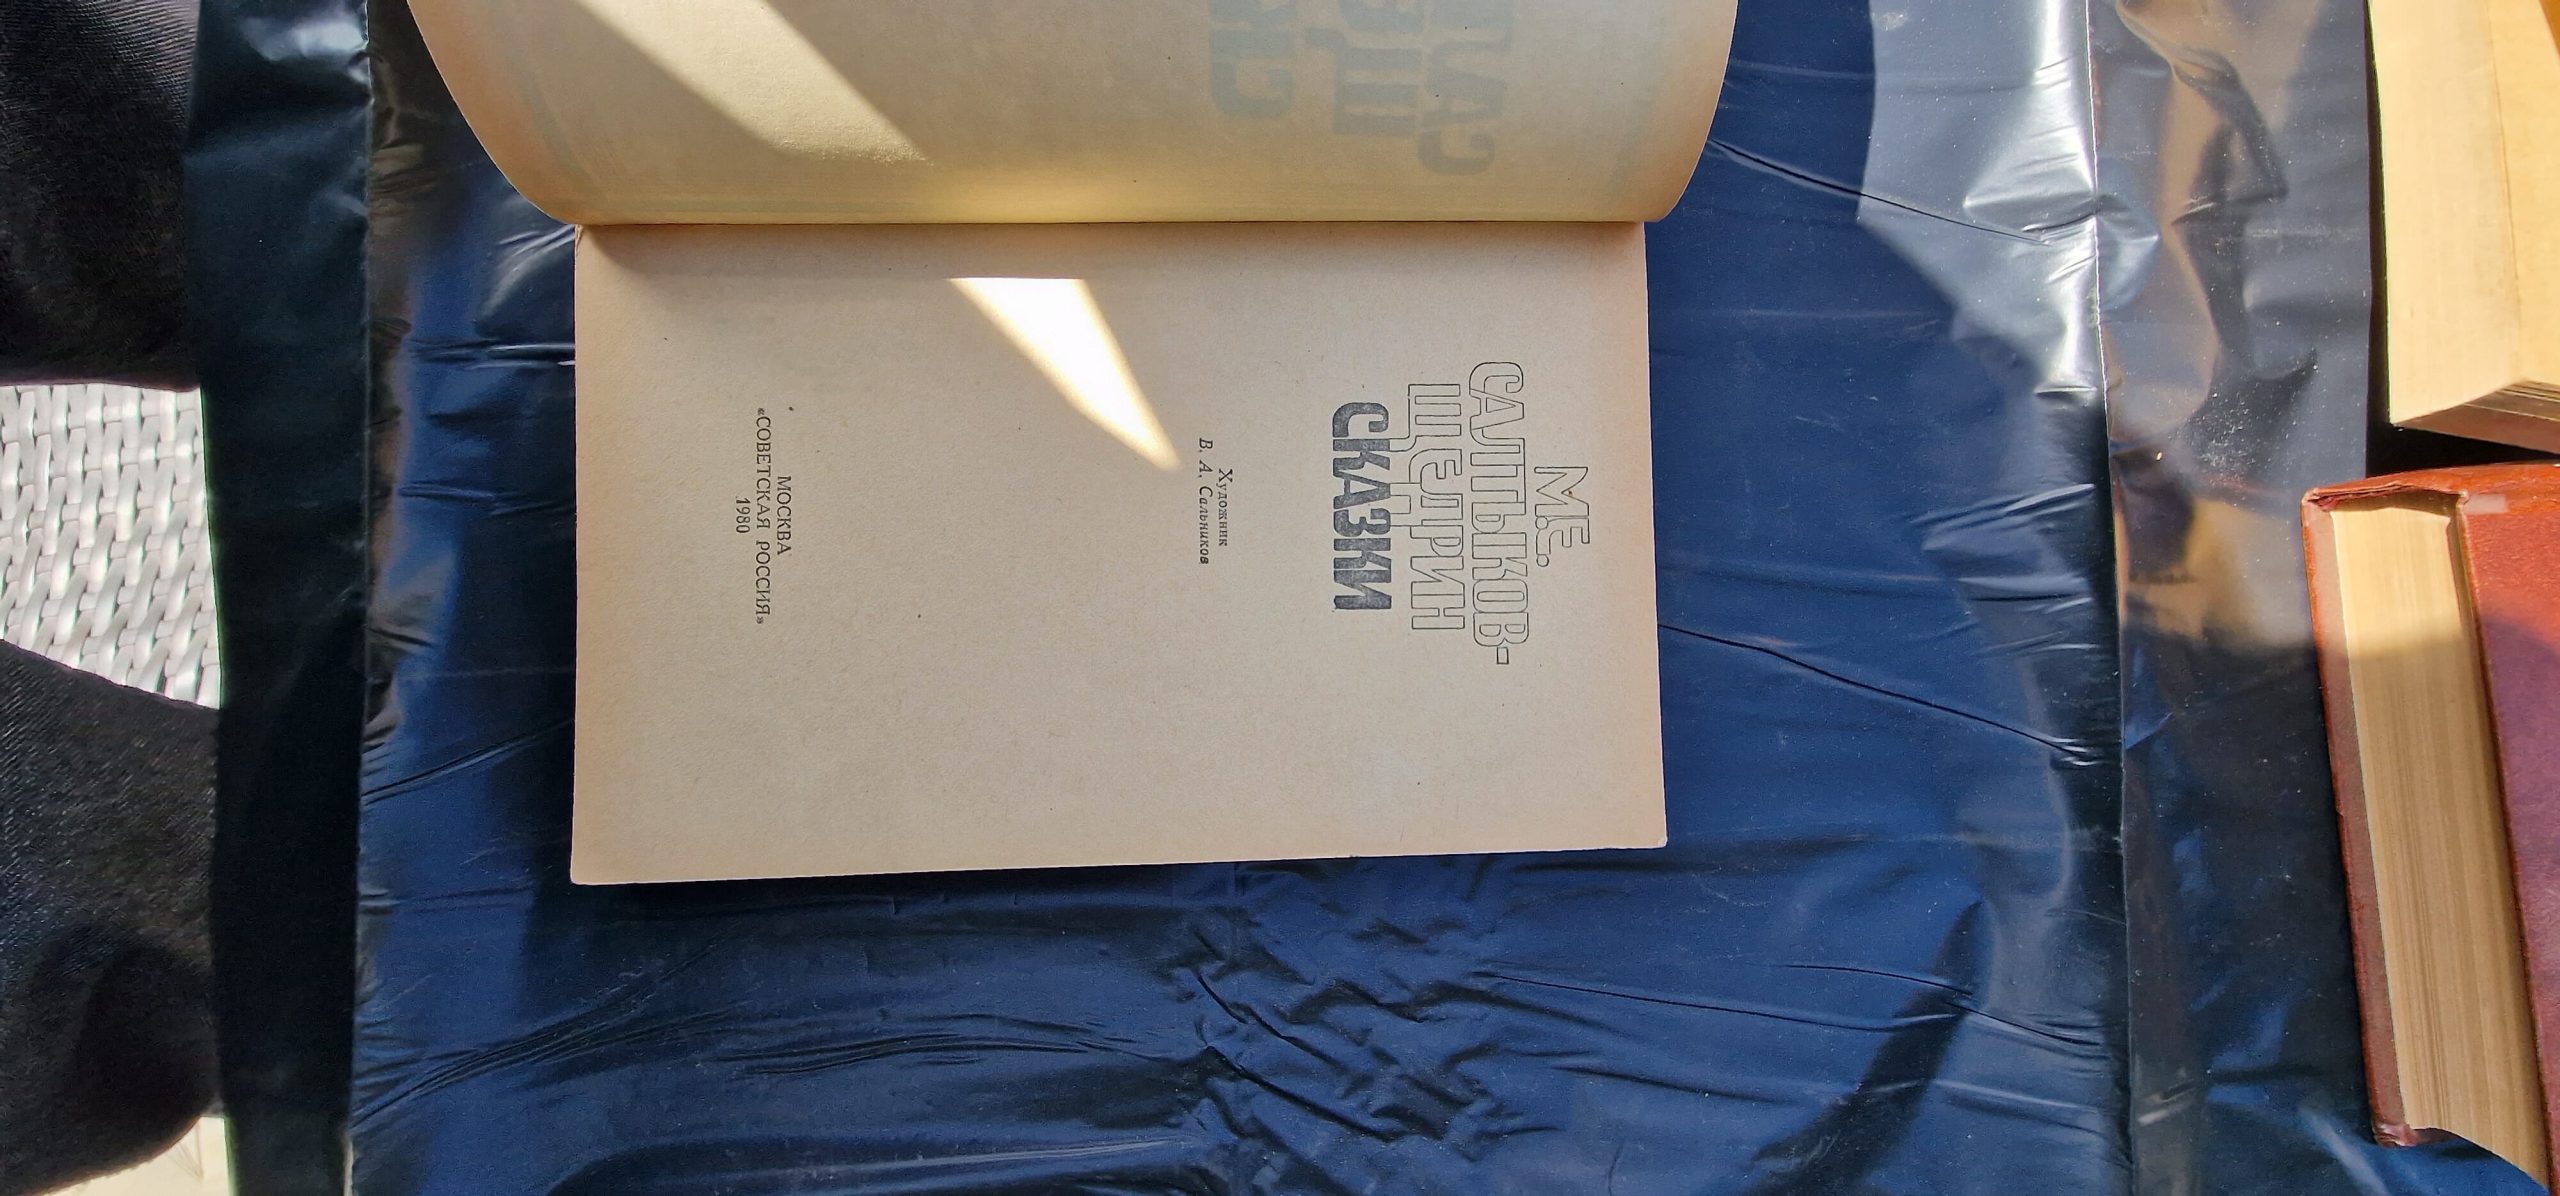 М.Е.
САЛТЫКОВ-
ЩЕДРИН
СКАЗКИ
Художник
В. А. Сальников
МОСКВА
«СОВЕТСКАЯ РОССИЯ»
1980